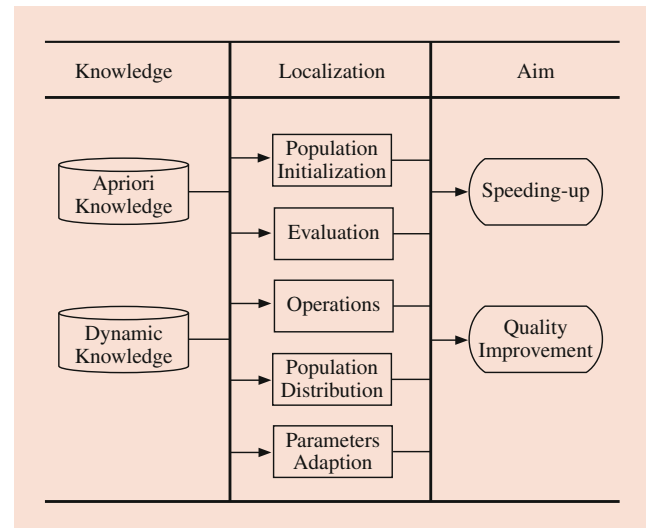 Knowledge
Localization
Aim
Apriori
Knowledge
Dynamic
Knowledge
Population
Initialization
Evaluation
Operations
Population
Distribution
Parameters
Adaption
Speeding-up
Quality
Improvement